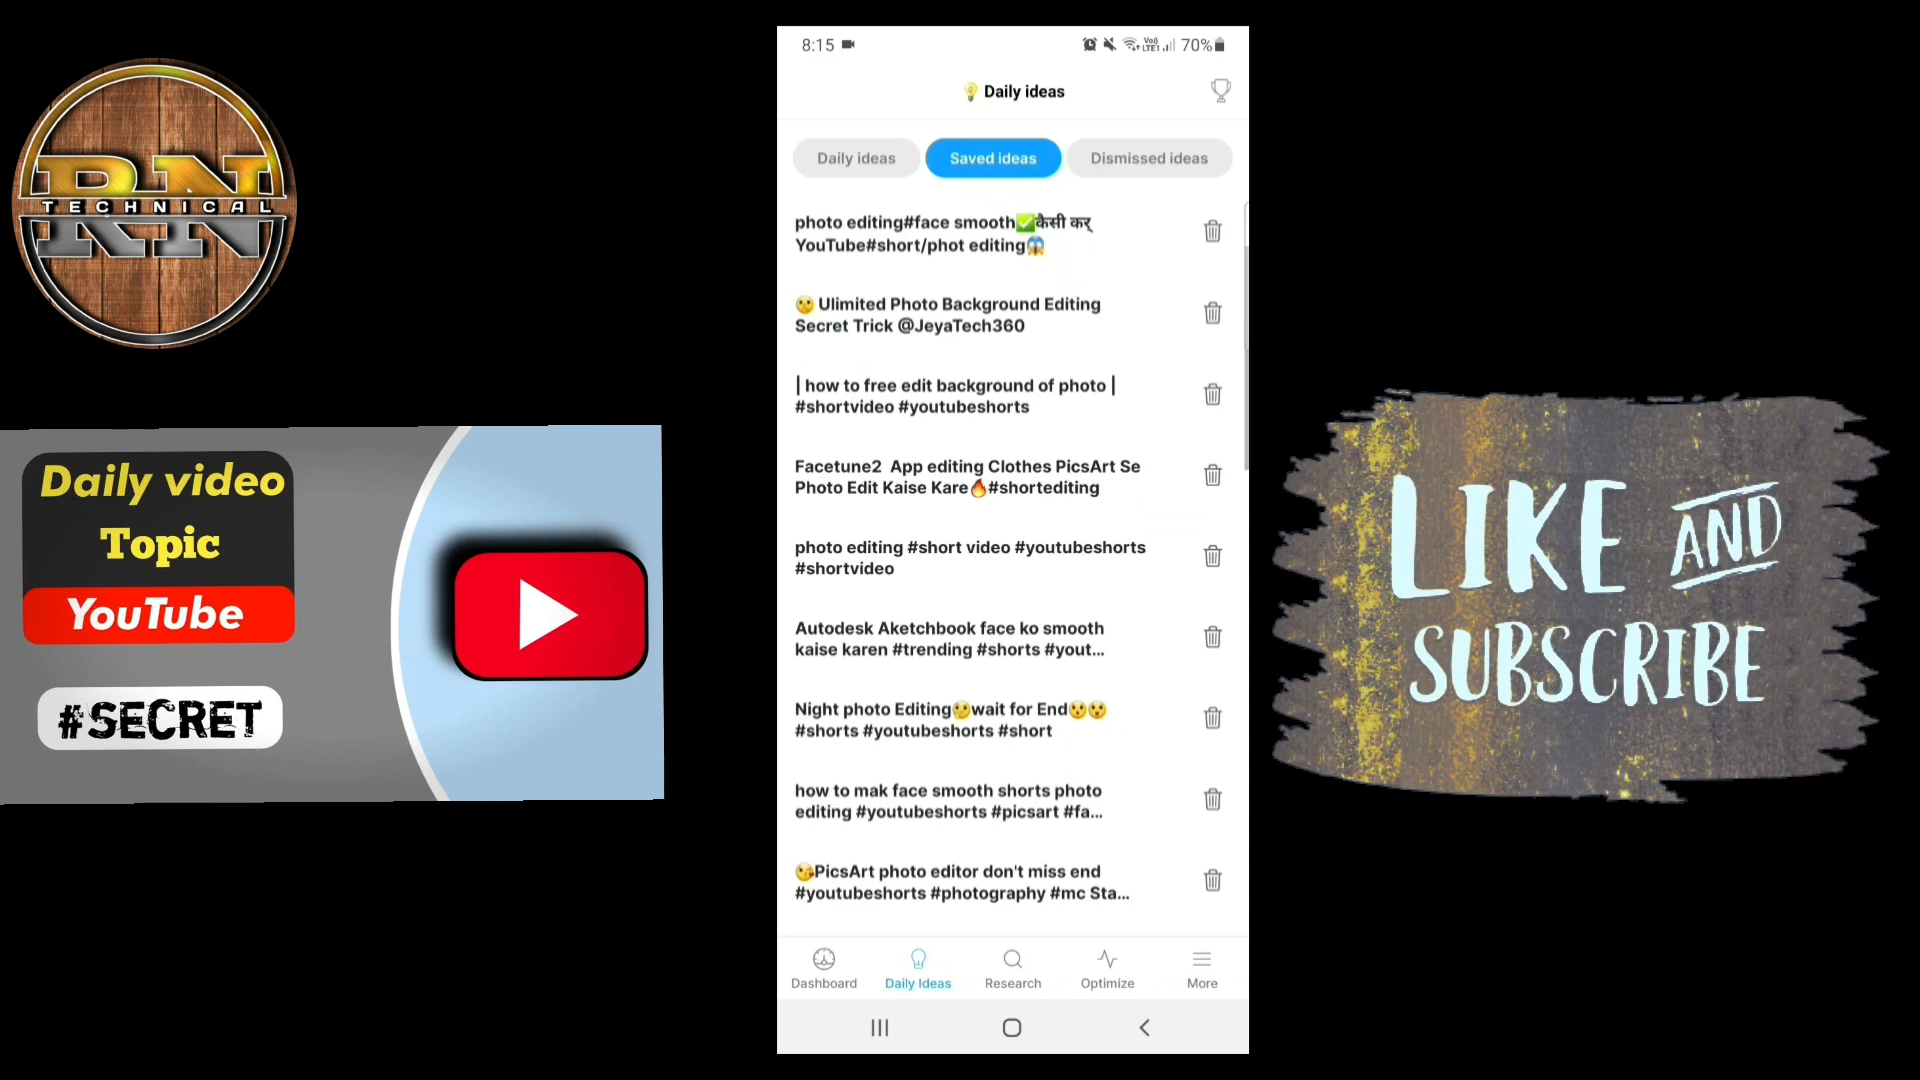 RN
TECHNICAL
RN
Daily video
Topic
YouTube
#SECRET
8:15
Vo)
LTE1
70%
Daily ideas
Daily ideas
Saved ideas
Dismissed ideas
photo editing#face smooth✅कैसी कर्
YouTube#short/phot editing😱
🤫 Ulimited Photo Background Editing
Secret Trick @JeyaTech360
| how to free edit background of photo |
#shortvideo #youtubeshorts
Facetune2 App editing Clothes PicsArt Se
Photo Edit Kaise Kare🔥#shortediting
photo editing #short video #youtubeshorts
#shortvideo
Autodesk Aketchbook face ko smooth
kaise karen #trending #shorts #yout...
Night photo Editing🤔wait for End😯😯
#shorts #youtubeshorts #short
how to mak face smooth shorts photo
editing #youtubeshorts #picsart #fa...
😘PicsArt photo editor don't miss end
#youtubeshorts #photography #mc Sta...
Dashboard
Daily Ideas
Research
Optimize
More
LIKE AND
SUBSCRIBE